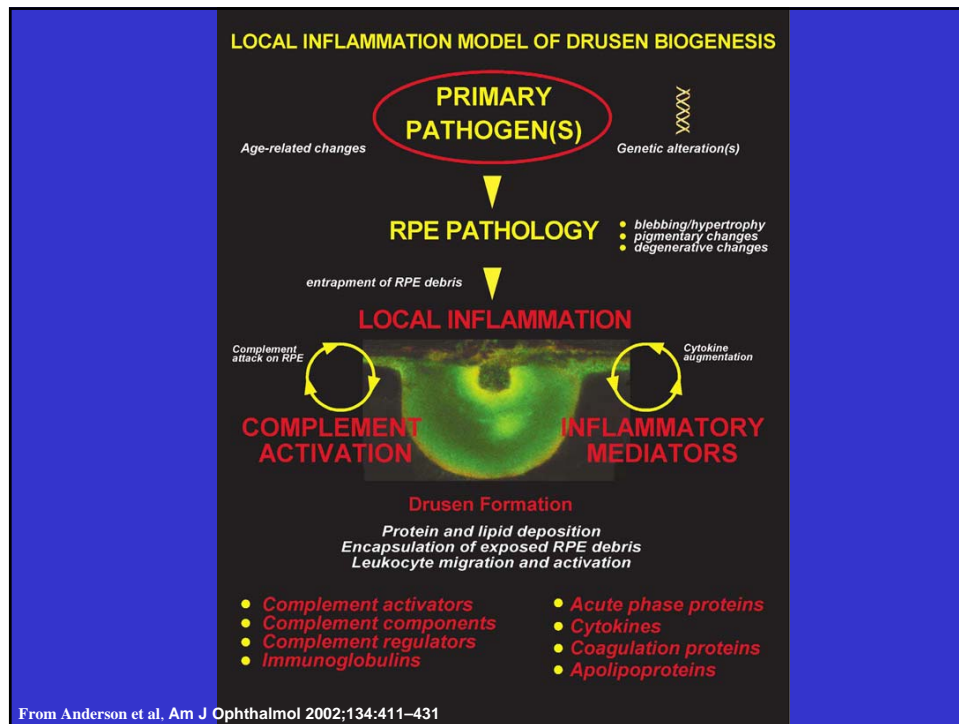 LOCAL INFLAMMATION MODEL OF DRUSEN BIOGENESIS
PRIMARY
PATHOGEN(S)
Age-related changes
Genetic alteration(s)
RPE PATHOLOGY
• blebbing/hypertrophy
• pigmentary changes
• degenerative changes
entrapment of RPE debris
LOCAL INFLAMMATION
Complement
attack on RPE
Cytokine
augmentation
COMPLEMENT
ACTIVATION
INFLAMMATORY
MEDIATORS
Drusen Formation
Protein and lipid deposition
Encapsulation of exposed RPE debris
Leukocyte migration and activation
• Complement activators
• Complement components
• Complement regulators
• Immunoglobulins
• Acute phase proteins
• Cytokines
• Coagulation proteins
• Apolipoproteins
From Anderson et al, Am J Ophthalmol 2002;134:411–431